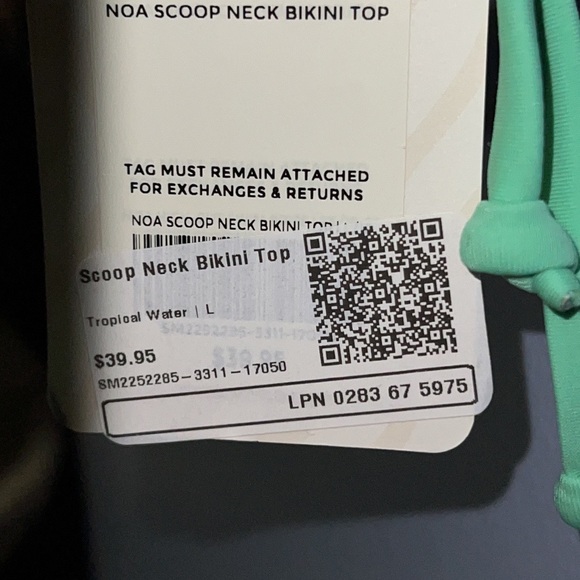 NOA SCOOP NECK BIKINI TOP
TAG MUST REMAIN ATTACHED
FOR EXCHANGES & RETURNS
NOA SCOOP NECK BIKINI TOP
Scoop Neck Bikini Top
Tropical Water | L
$39.95
SM2252285-3311-17050
LPN 0283 67 5975